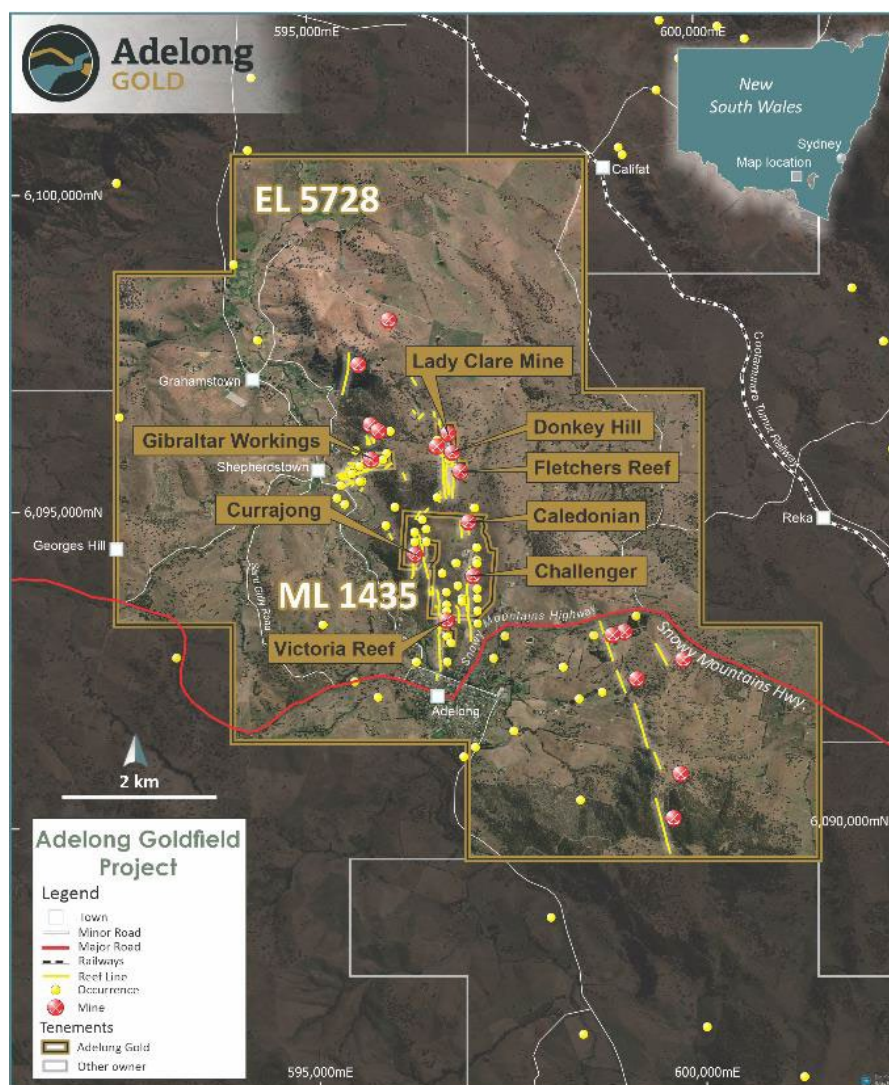 Adelong
GOLD
595,000mE
600,000mE
New
South Wales
Sydney
Map location
Califat
6,100,000mN
EL 5728
Cootamundra Tumut Railway
Lady Clare Mine
Grahamstown
Donkey Hill
Gibraltar Workings
Shepherdstown
Fletchers Reef
6,095,000mN
Currajong
Caledonian
Reka
Georges Hill
Challenger
ML 1435
Snowy Mountains Highway
Victoria Reef
Snowy Mountains Hwy.
Adelong
2 km
6,090,000mN
Adelong Goldfield
Project
Legend
Town
Minor Road
Major Road
Railways
Reef Line
Occurrence
Mine
Tenements
Adelong Gold
Other owner
595,000mE
600,000mE